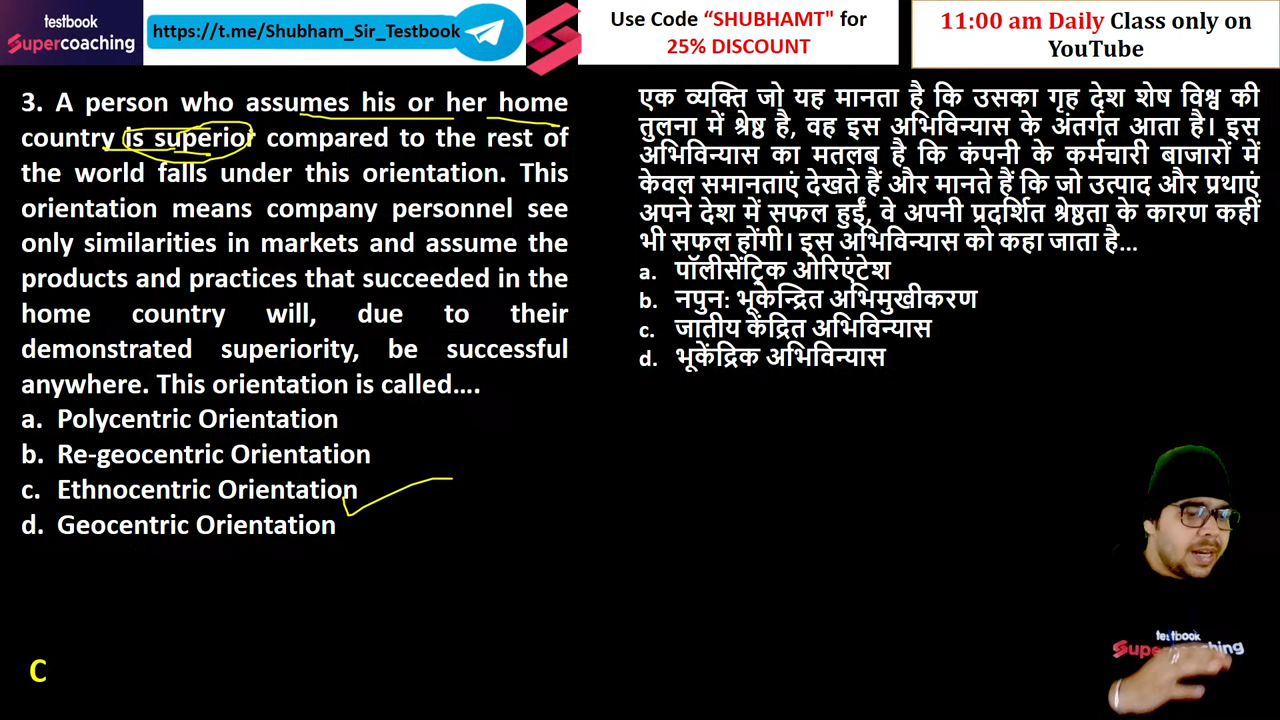 testbook
Supercoaching
https://t.me/Shubham_Sir_Testbook
Use Code “SHUBHAMT" for
25% DISCOUNT
11:00 am Daily Class only on
YouTube
3. A person who assumes his or her home
country is superior compared to the rest of
the world falls under this orientation. This
orientation means company personnel see
only similarities in markets and assume the
products and practices that succeeded in the
home country will, due to their
demonstrated superiority, be successful
anywhere. This orientation is called....
a. Polycentric Orientation
b. Re-geocentric Orientation
c. Ethnocentric Orientation
d. Geocentric Orientation
C
एक व्यक्ति जो यह मानता है कि उसका गृह देश शेष विश्व की
तुलना में श्रेष्ठ है, वह इस अभिविन्यास के अंतर्गत आता है। इस
अभिविन्यास का मतलब है कि कंपनी के कर्मचारी बाजारों में
केवल समानताएं देखते हैं और मानते हैं कि जो उत्पाद और प्रथाएं
अपने देश में सफल हुईं, वे अपनी प्रदर्शित श्रेष्ठता के कारण कहीं
भी सफल होंगी। इस अभिविन्यास को कहा जाता है...
a. पॉलीसेंट्रिक ओरिएंटेश
b. नपुन: भूकेन्द्रित अभिमुखीकरण
c. जातीय केंद्रित अभिविन्यास
d. भूकेंद्रिक अभिविन्यास
testbook
Supercoaching